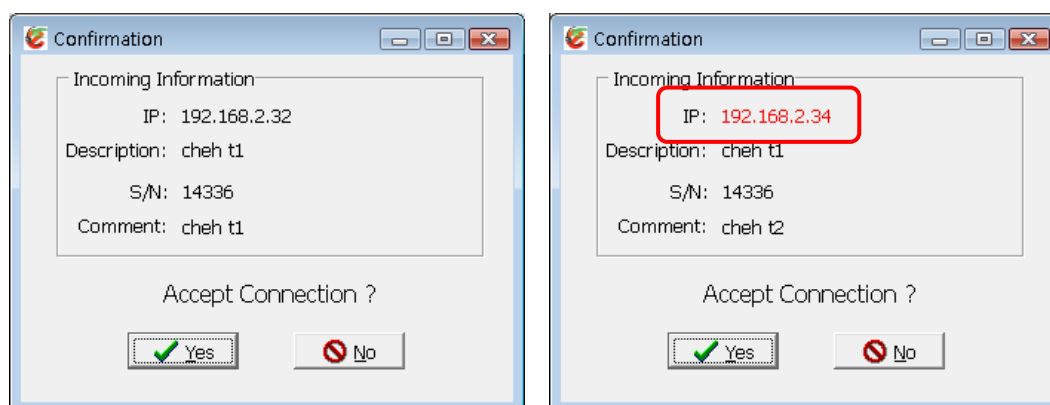 Confirmation
Incoming Information
IP: 192.168.2.32
Description: cheh t1
S/N: 14336
Comment: cheh t1
Accept Connection ?
Yes
No
Confirmation
Incoming Information
IP: 192.168.2.34
Description: cheh t1
S/N: 14336
Comment: cheh t2
Accept Connection ?
Yes
No